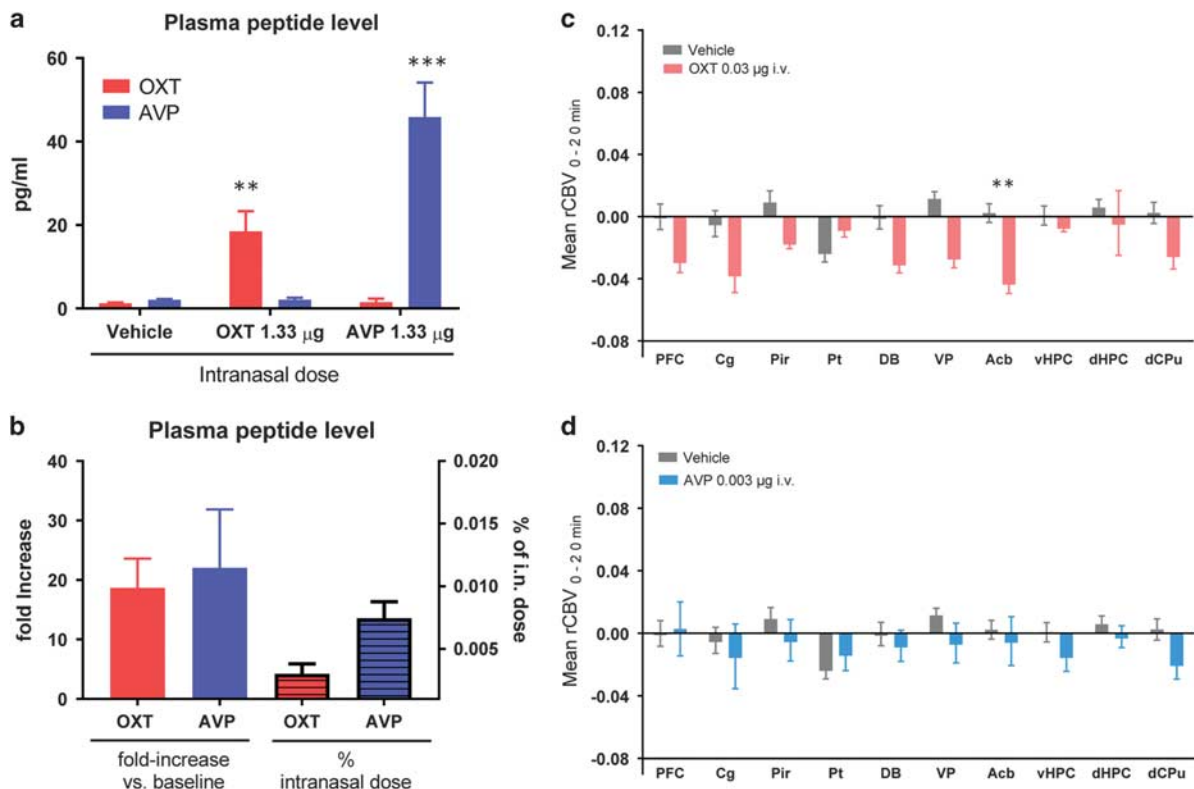 a
Plasma peptide level
60
40
20
0
pg/ml
OXT
AVP
**
***
Vehicle
OXT 1.33 μg
AVP 1.33 μg
Intranasal dose
b
Plasma peptide level
40
30
20
10
0
fold Increase
0.020
0.015
0.010
0.005
% of i.n. dose
OXT
AVP
OXT
AVP
fold-increase
vs. baseline
%
intranasal dose
c
0.12
0.08
0.04
0.00
-0.04
-0.08
Mean rCBV 0 - 2 0 min
Vehicle
OXT 0.03 μg i.v.
**
PFC Cg Pir Pt DB VP Acb vHPC dHPC dCPu
d
0.12
0.08
0.04
0.00
-0.04
-0.08
Mean rCBV 0 - 2 0 min
Vehicle
AVP 0.003 μg i.v.
PFC Cg Pir Pt DB VP Acb vHPC dHPC dCPu